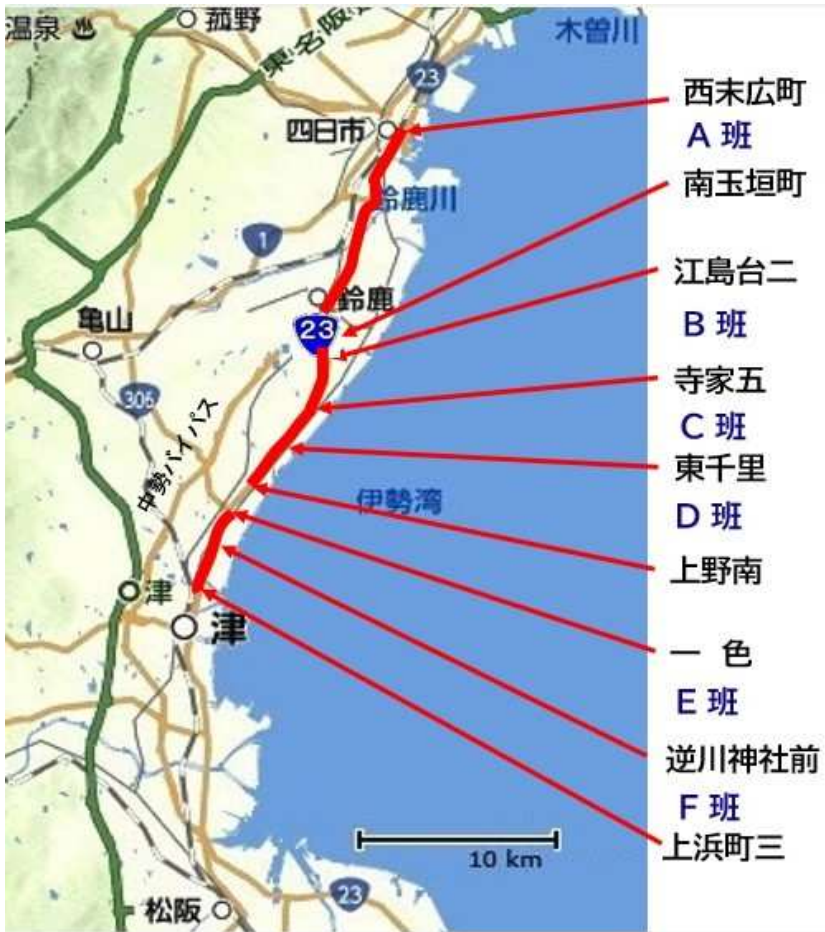 温泉
菰野
東名阪
木曽川
23
四日市
鈴鹿川
1
鈴鹿
亀山
23
306
中勢バイパス
伊勢湾
津
津
10 km
松阪
23
西末広町
A 班
南玉垣町
江島台二
B 班
寺家五
C 班
東千里
D 班
上野南
一 色
E 班
逆川神社前
F 班
上浜町三